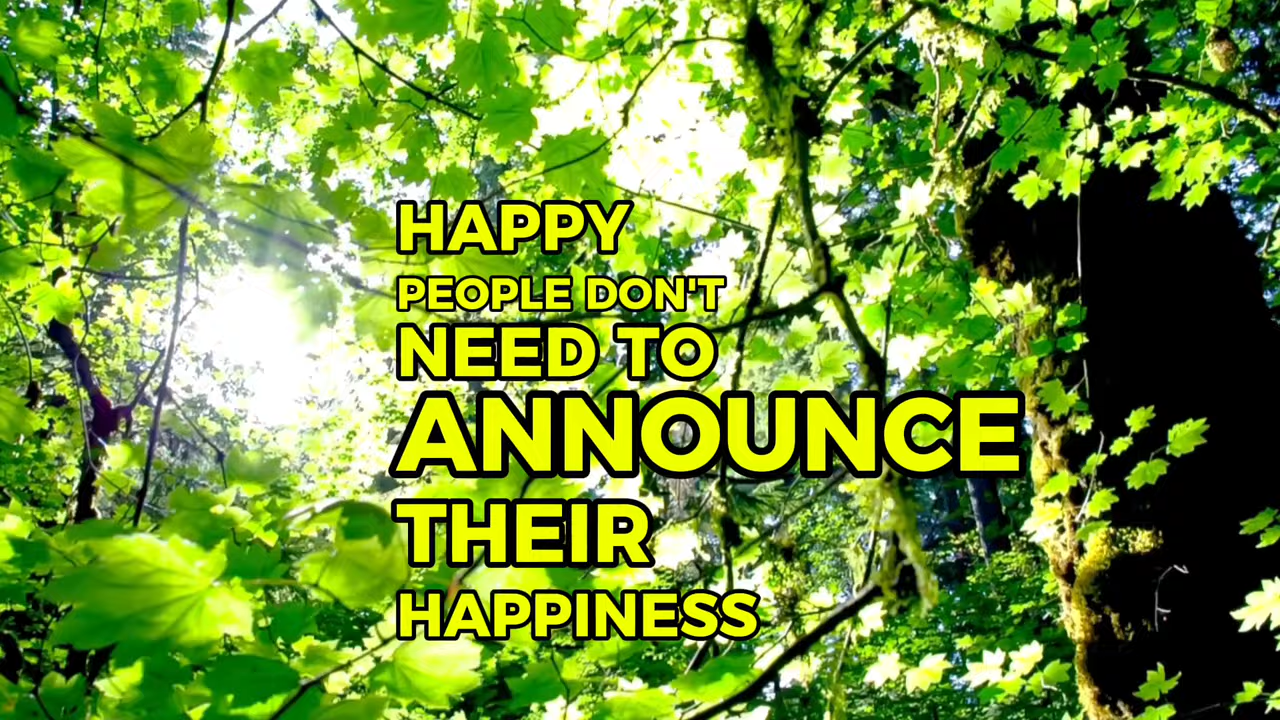 HAPPY
PEOPLE DON'T
NEED TO
ANNOUNCE
THEIR
HAPPINESS